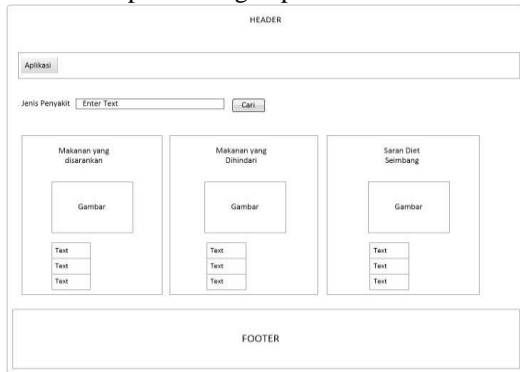 HEADER
Aplikasi
Jenis Penyakit Enter Text Cari
Makanan yang
disarankan
Makanan yang
Dihindari
Saran Diet
Seimbang
Gambar
Gambar
Gambar
Text
Text
Text
Text
Text
Text
Text
Text
Text
FOOTER